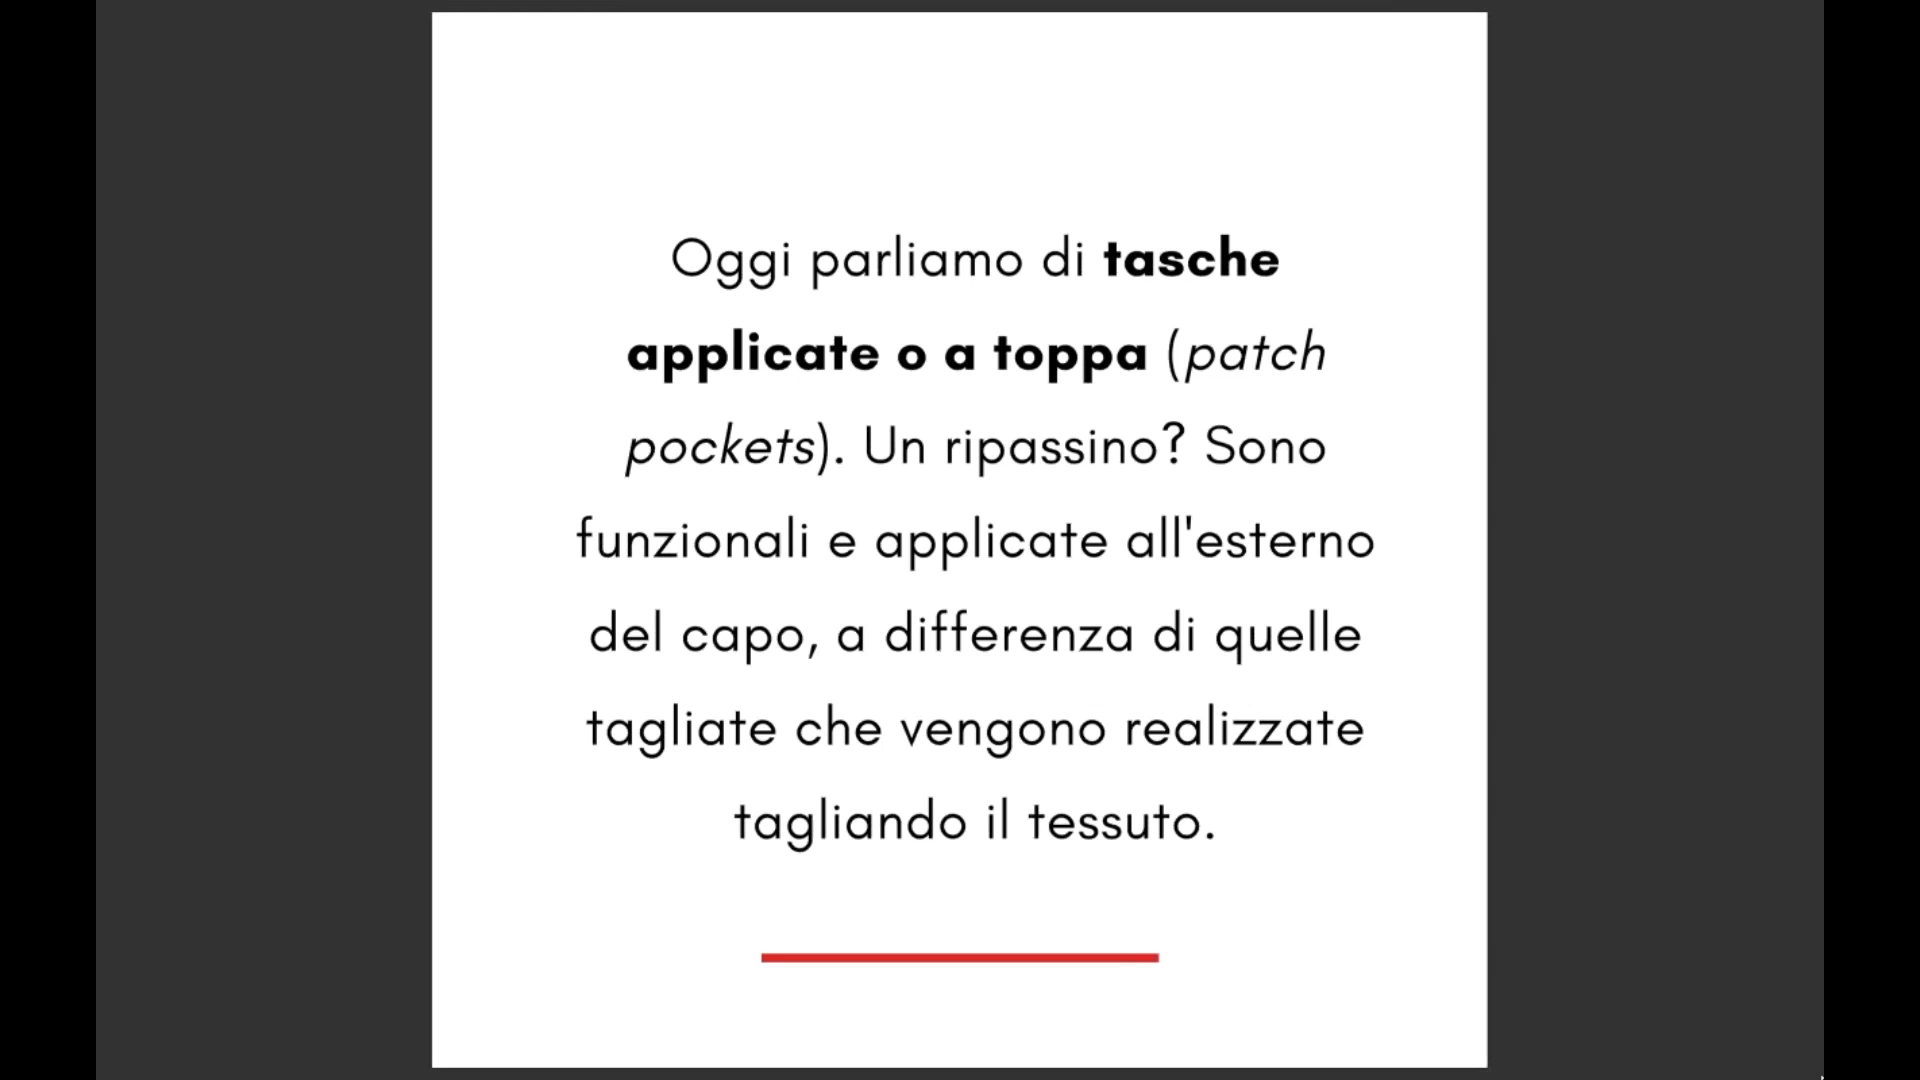 Oggi parliamo di tasche
applicate o a toppa (patch
pockets). Un ripassino? Sono
funzionali e applicate all'esterno
del capo, a differenza di quelle
tagliate che vengono realizzate
tagliando il tessuto.